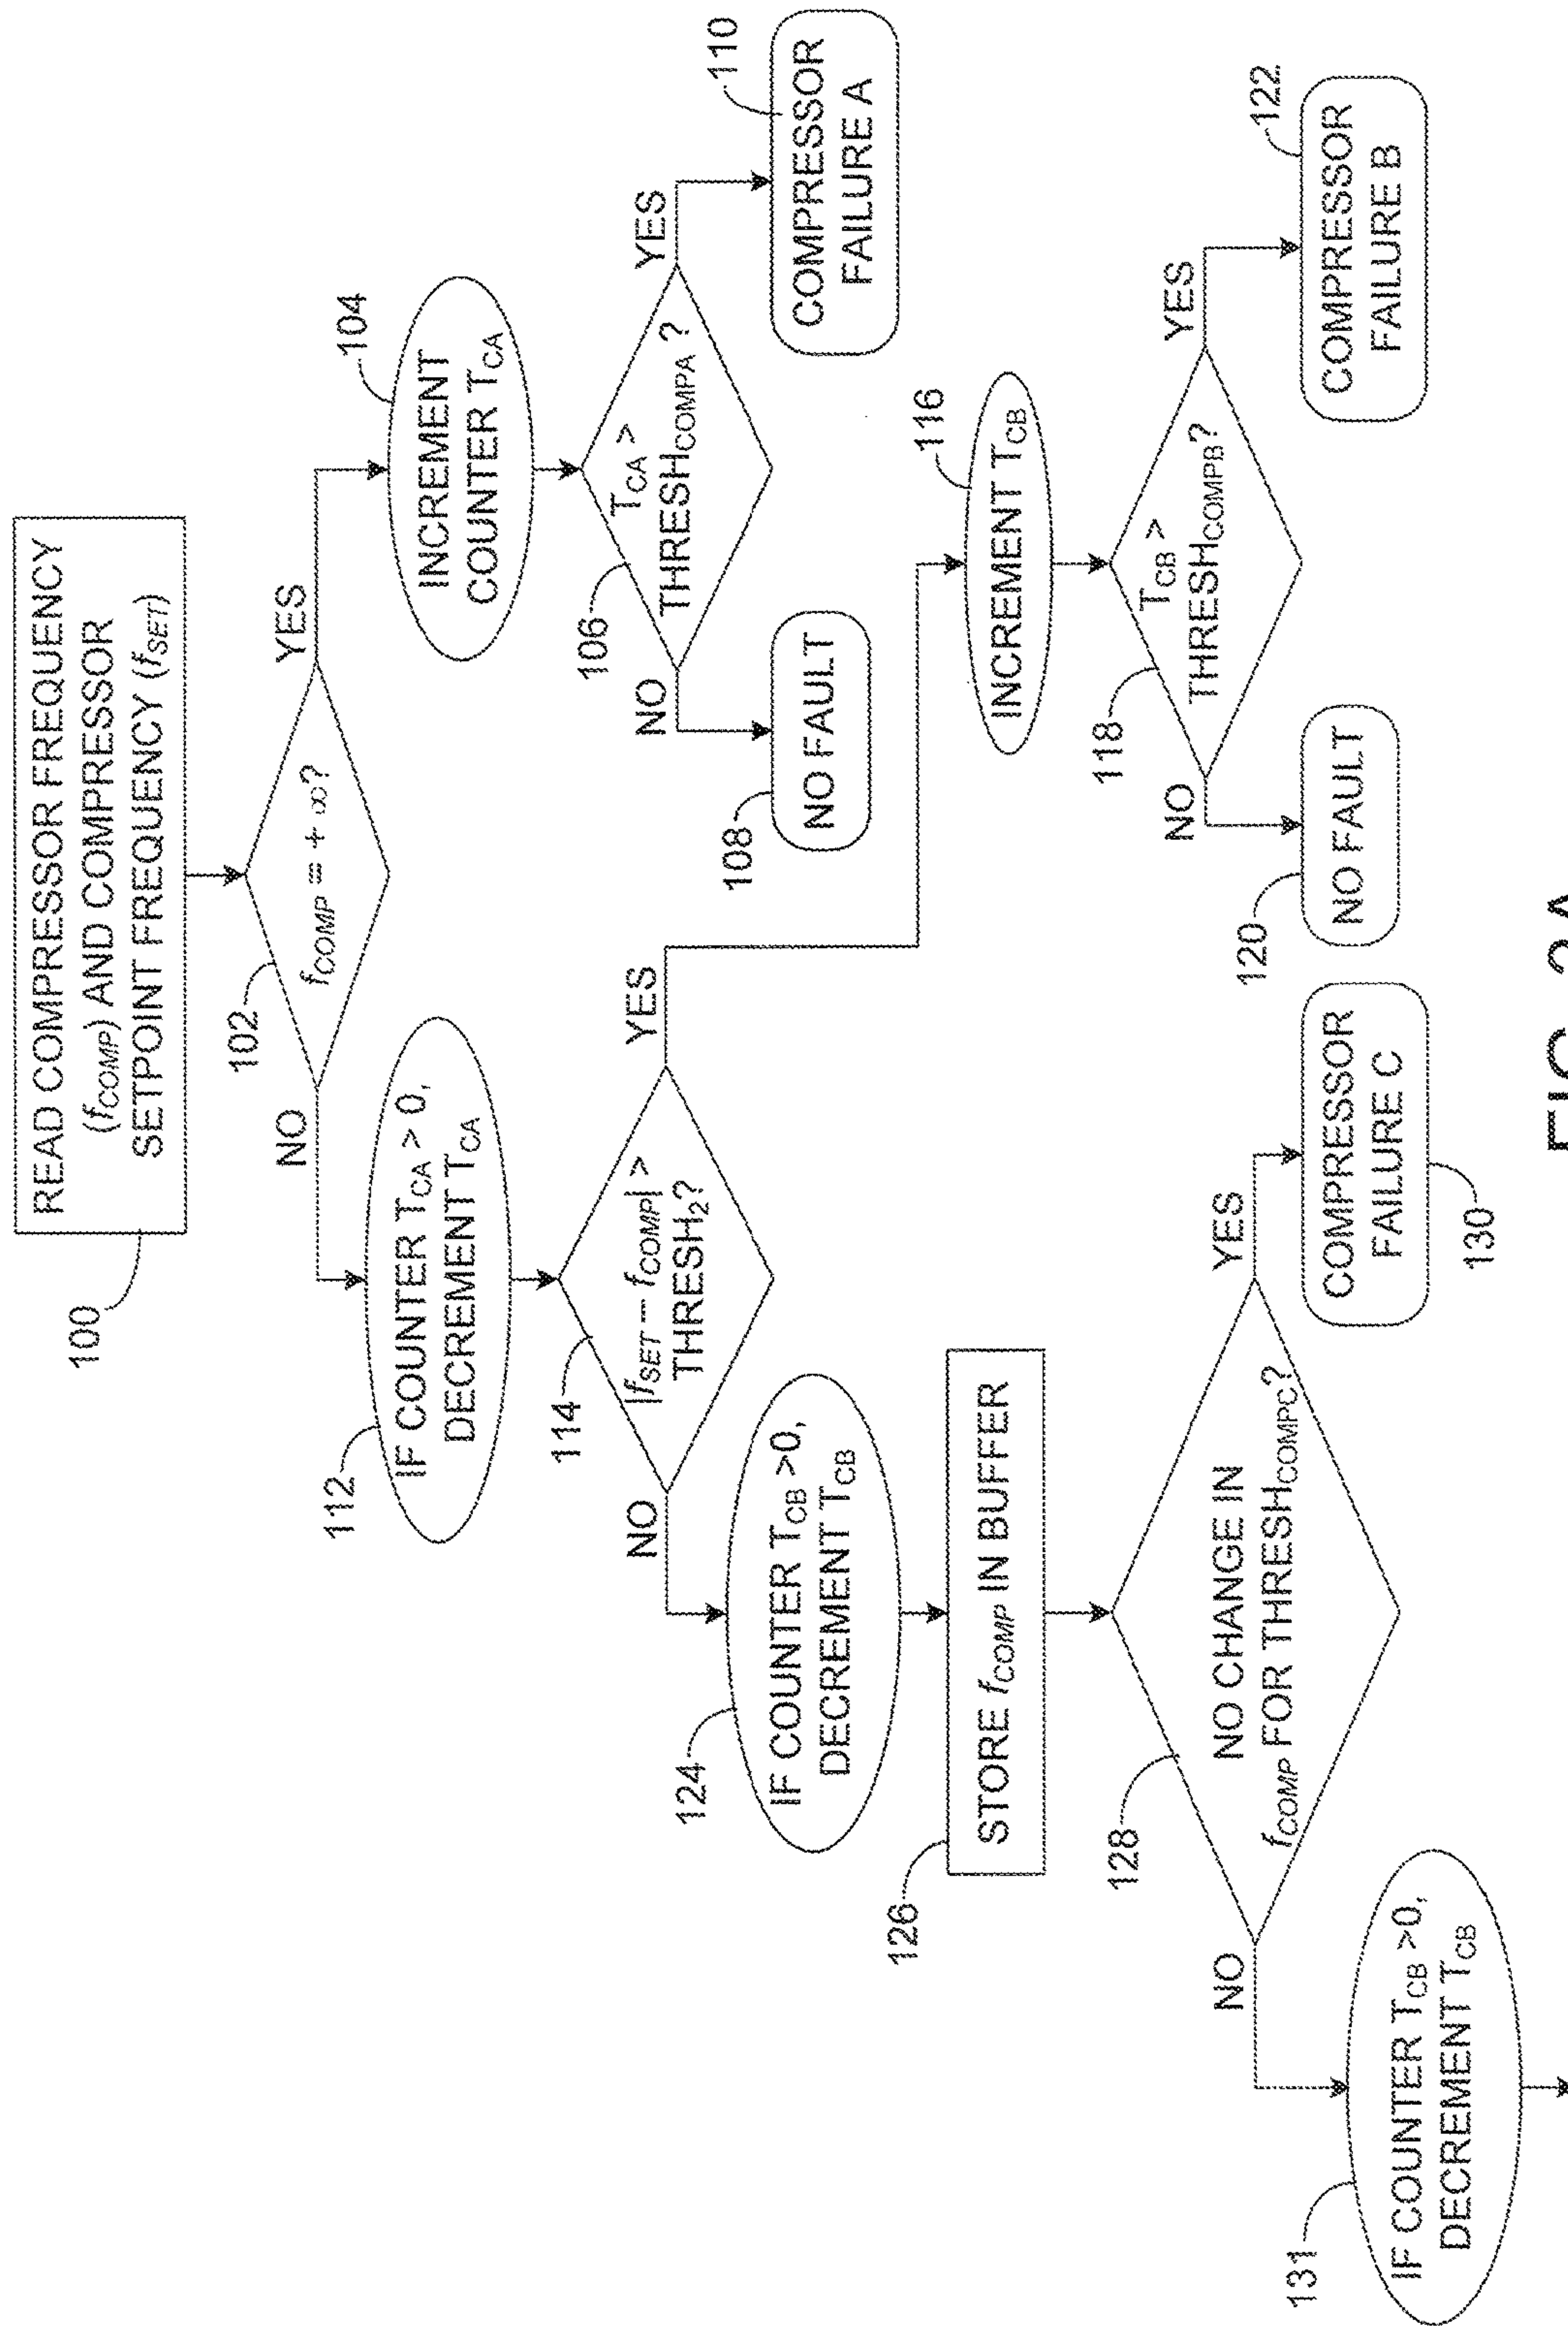 READ COMPRESSOR FREQUENCY
(fCOMP) AND COMPRESSOR
SETPOINT FREQUENCY (fSET)
100
102
fCOMP = + ∞?
NO
YES
104
INCREMENT
COUNTER TCA
106
TCA >
THRESHCOMPA ?
NO
YES
108
NO FAULT
110
COMPRESSOR
FAILURE A
112
IF COUNTER TCA > 0,
DECREMENT TCA
114
|fSET – fCOMP| >
THRESH2?
NO
YES
116
INCREMENT TCB
118
TCB >
THRESHCOMPB?
NO
YES
120
NO FAULT
122
COMPRESSOR
FAILURE B
124
IF COUNTER TCB >0,
DECREMENT TCB
126
STORE fCOMP IN BUFFER
128
NO CHANGE IN
fCOMP FOR THRESHCOMPC?
NO
YES
COMPRESSOR
FAILURE C
130
131
IF COUNTER TCB >0,
DECREMENT TCB